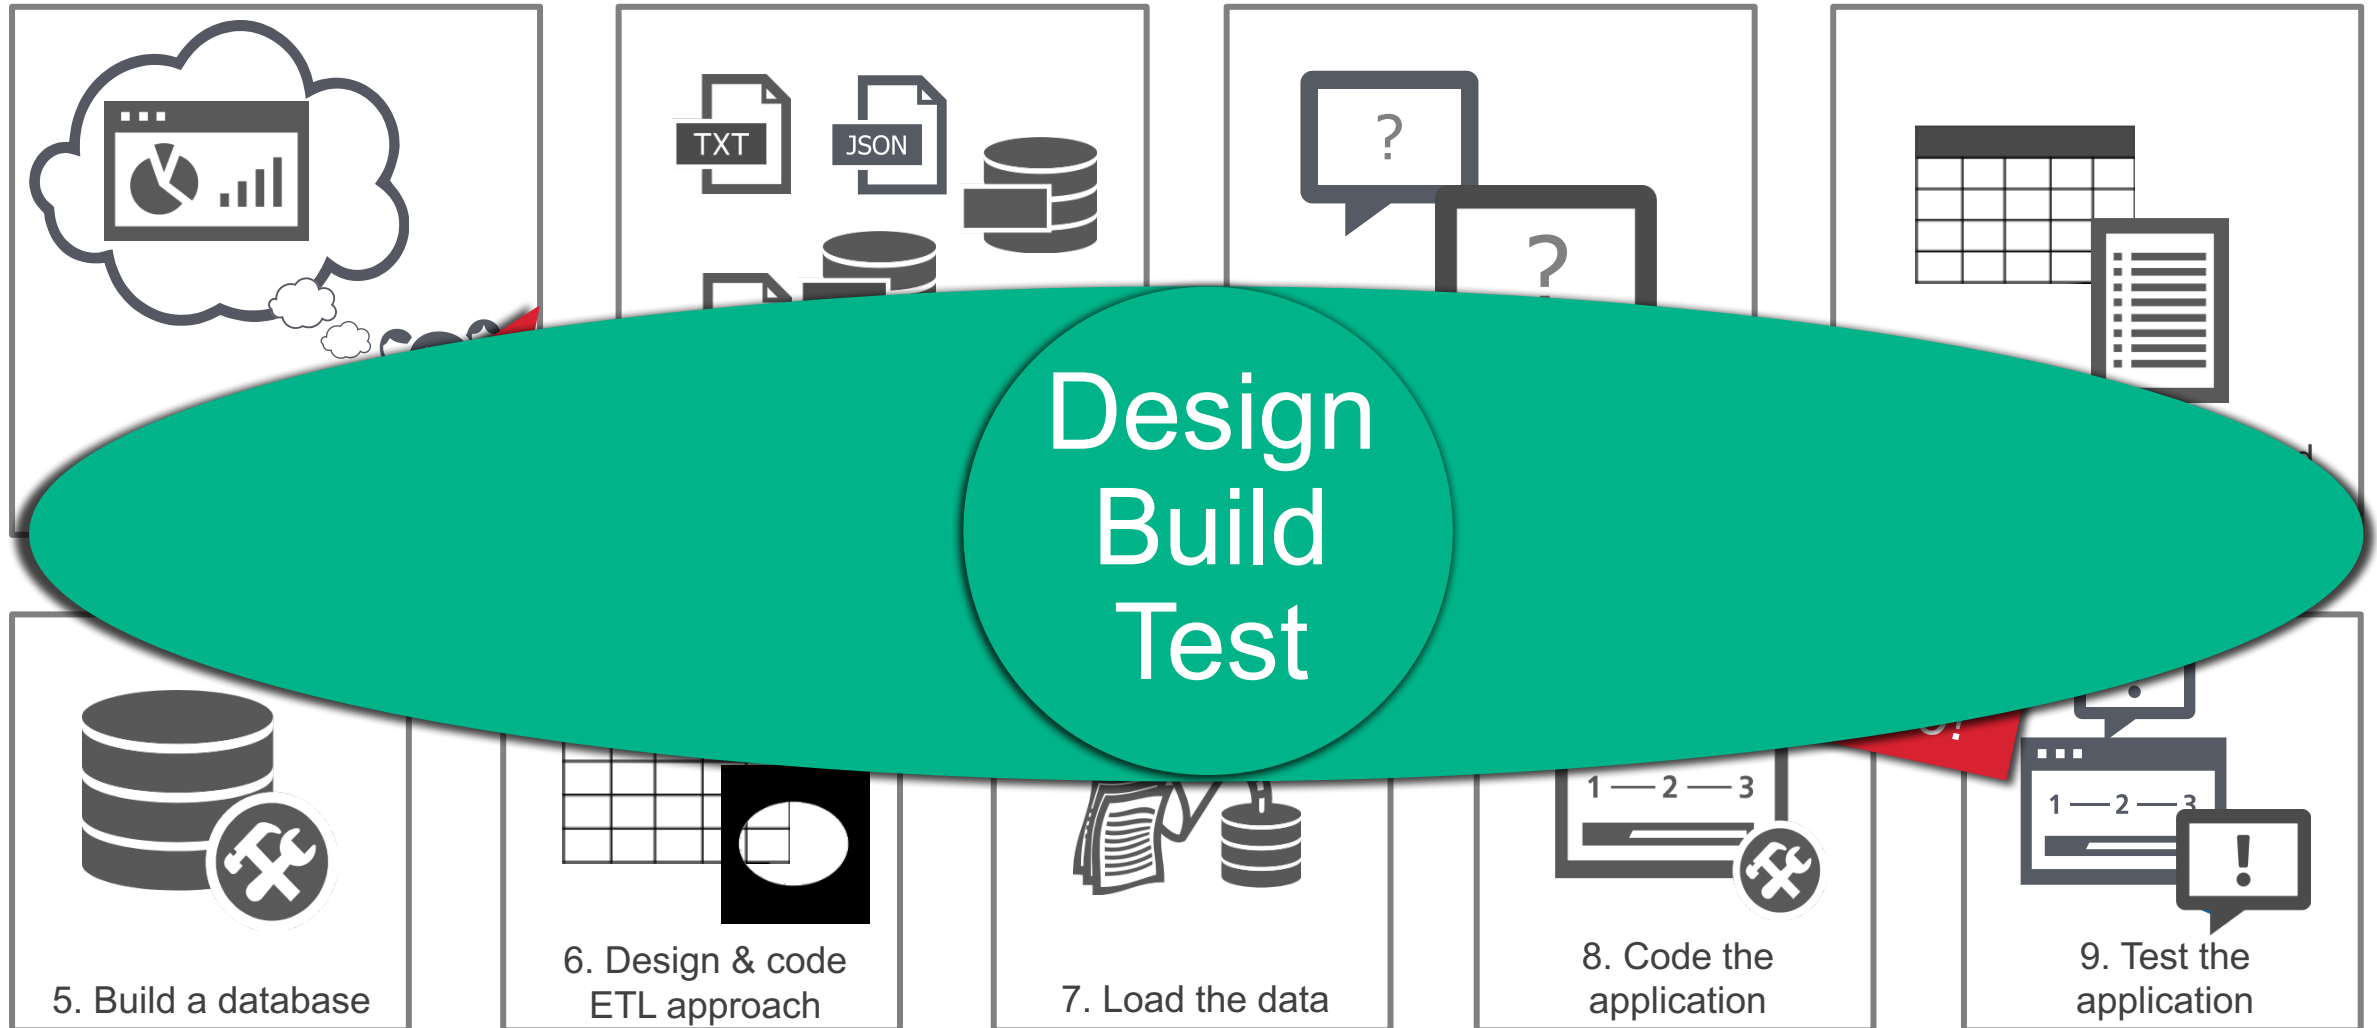 TXT
JSON
?
?
Design
Build
Test
1 — 2 — 3
1 — 2 — 3
!
5. Build a database
6. Design & code
ETL approach
7. Load the data
8. Code the
application
9. Test the
application